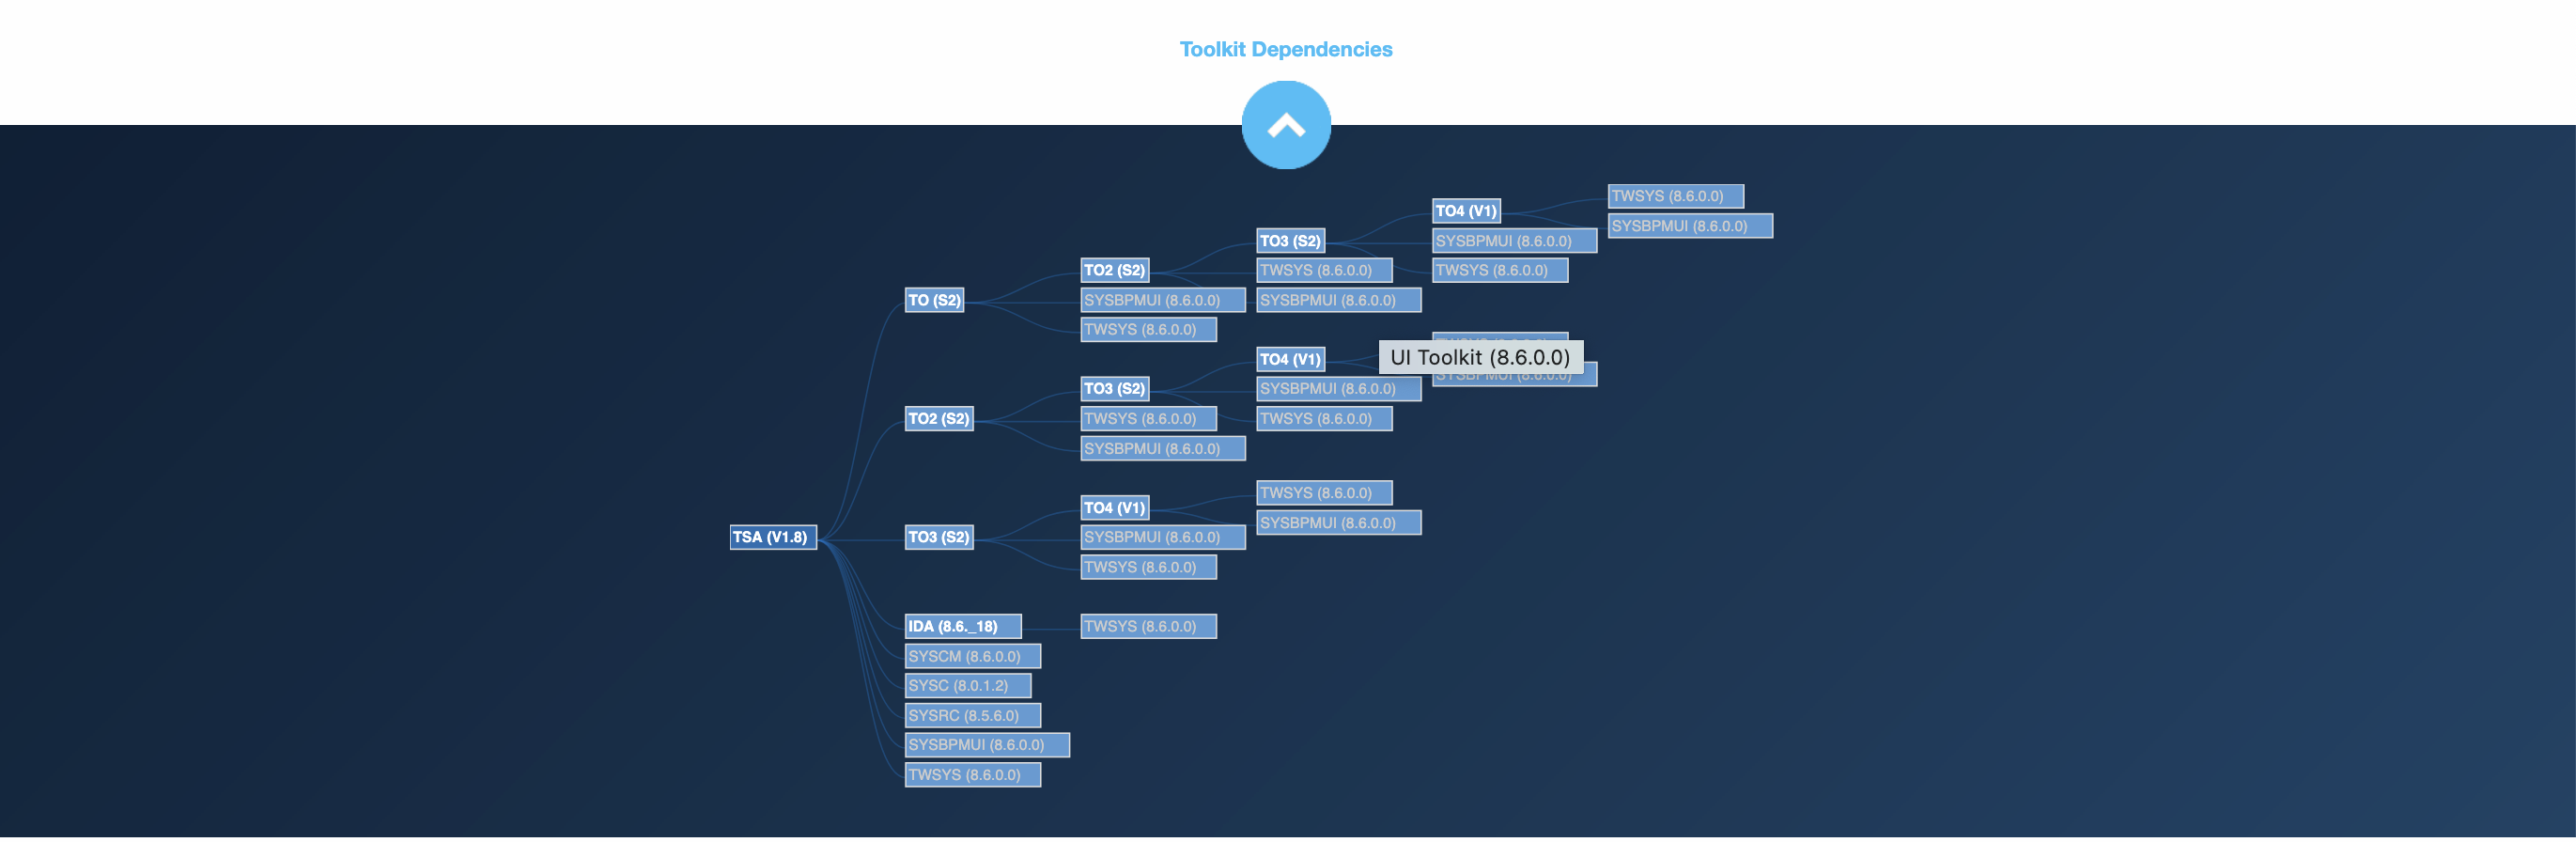 Toolkit Dependencies
TWSYS (8.6.0.0)
TO4 (V1)
SYSBPMUI (8.6.0.0)
TO3 (S2)
SYSBPMUI (8.6.0.0)
TO2 (S2)
TWSYS (8.6.0.0)
TWSYS (8.6.0.0)
TO (S2)
SYSBPMUI (8.6.0.0)
SYSBPMUI (8.6.0.0)
TWSYS (8.6.0.0)
TO4 (V1)
UI Toolkit (8.6.0.0)
SYSBPMUI (8.6.0.0)
TO3 (S2)
SYSBPMUI (8.6.0.0)
TO2 (S2)
TWSYS (8.6.0.0)
TWSYS (8.6.0.0)
SYSBPMUI (8.6.0.0)
TWSYS (8.6.0.0)
TO4 (V1)
SYSBPMUI (8.6.0.0)
TSA (V1.8)
TO3 (S2)
SYSBPMUI (8.6.0.0)
TWSYS (8.6.0.0)
IDA (8.6._18)
TWSYS (8.6.0.0)
SYSCM (8.6.0.0)
SYSC (8.0.1.2)
SYSRC (8.5.6.0)
SYSBPMUI (8.6.0.0)
TWSYS (8.6.0.0)